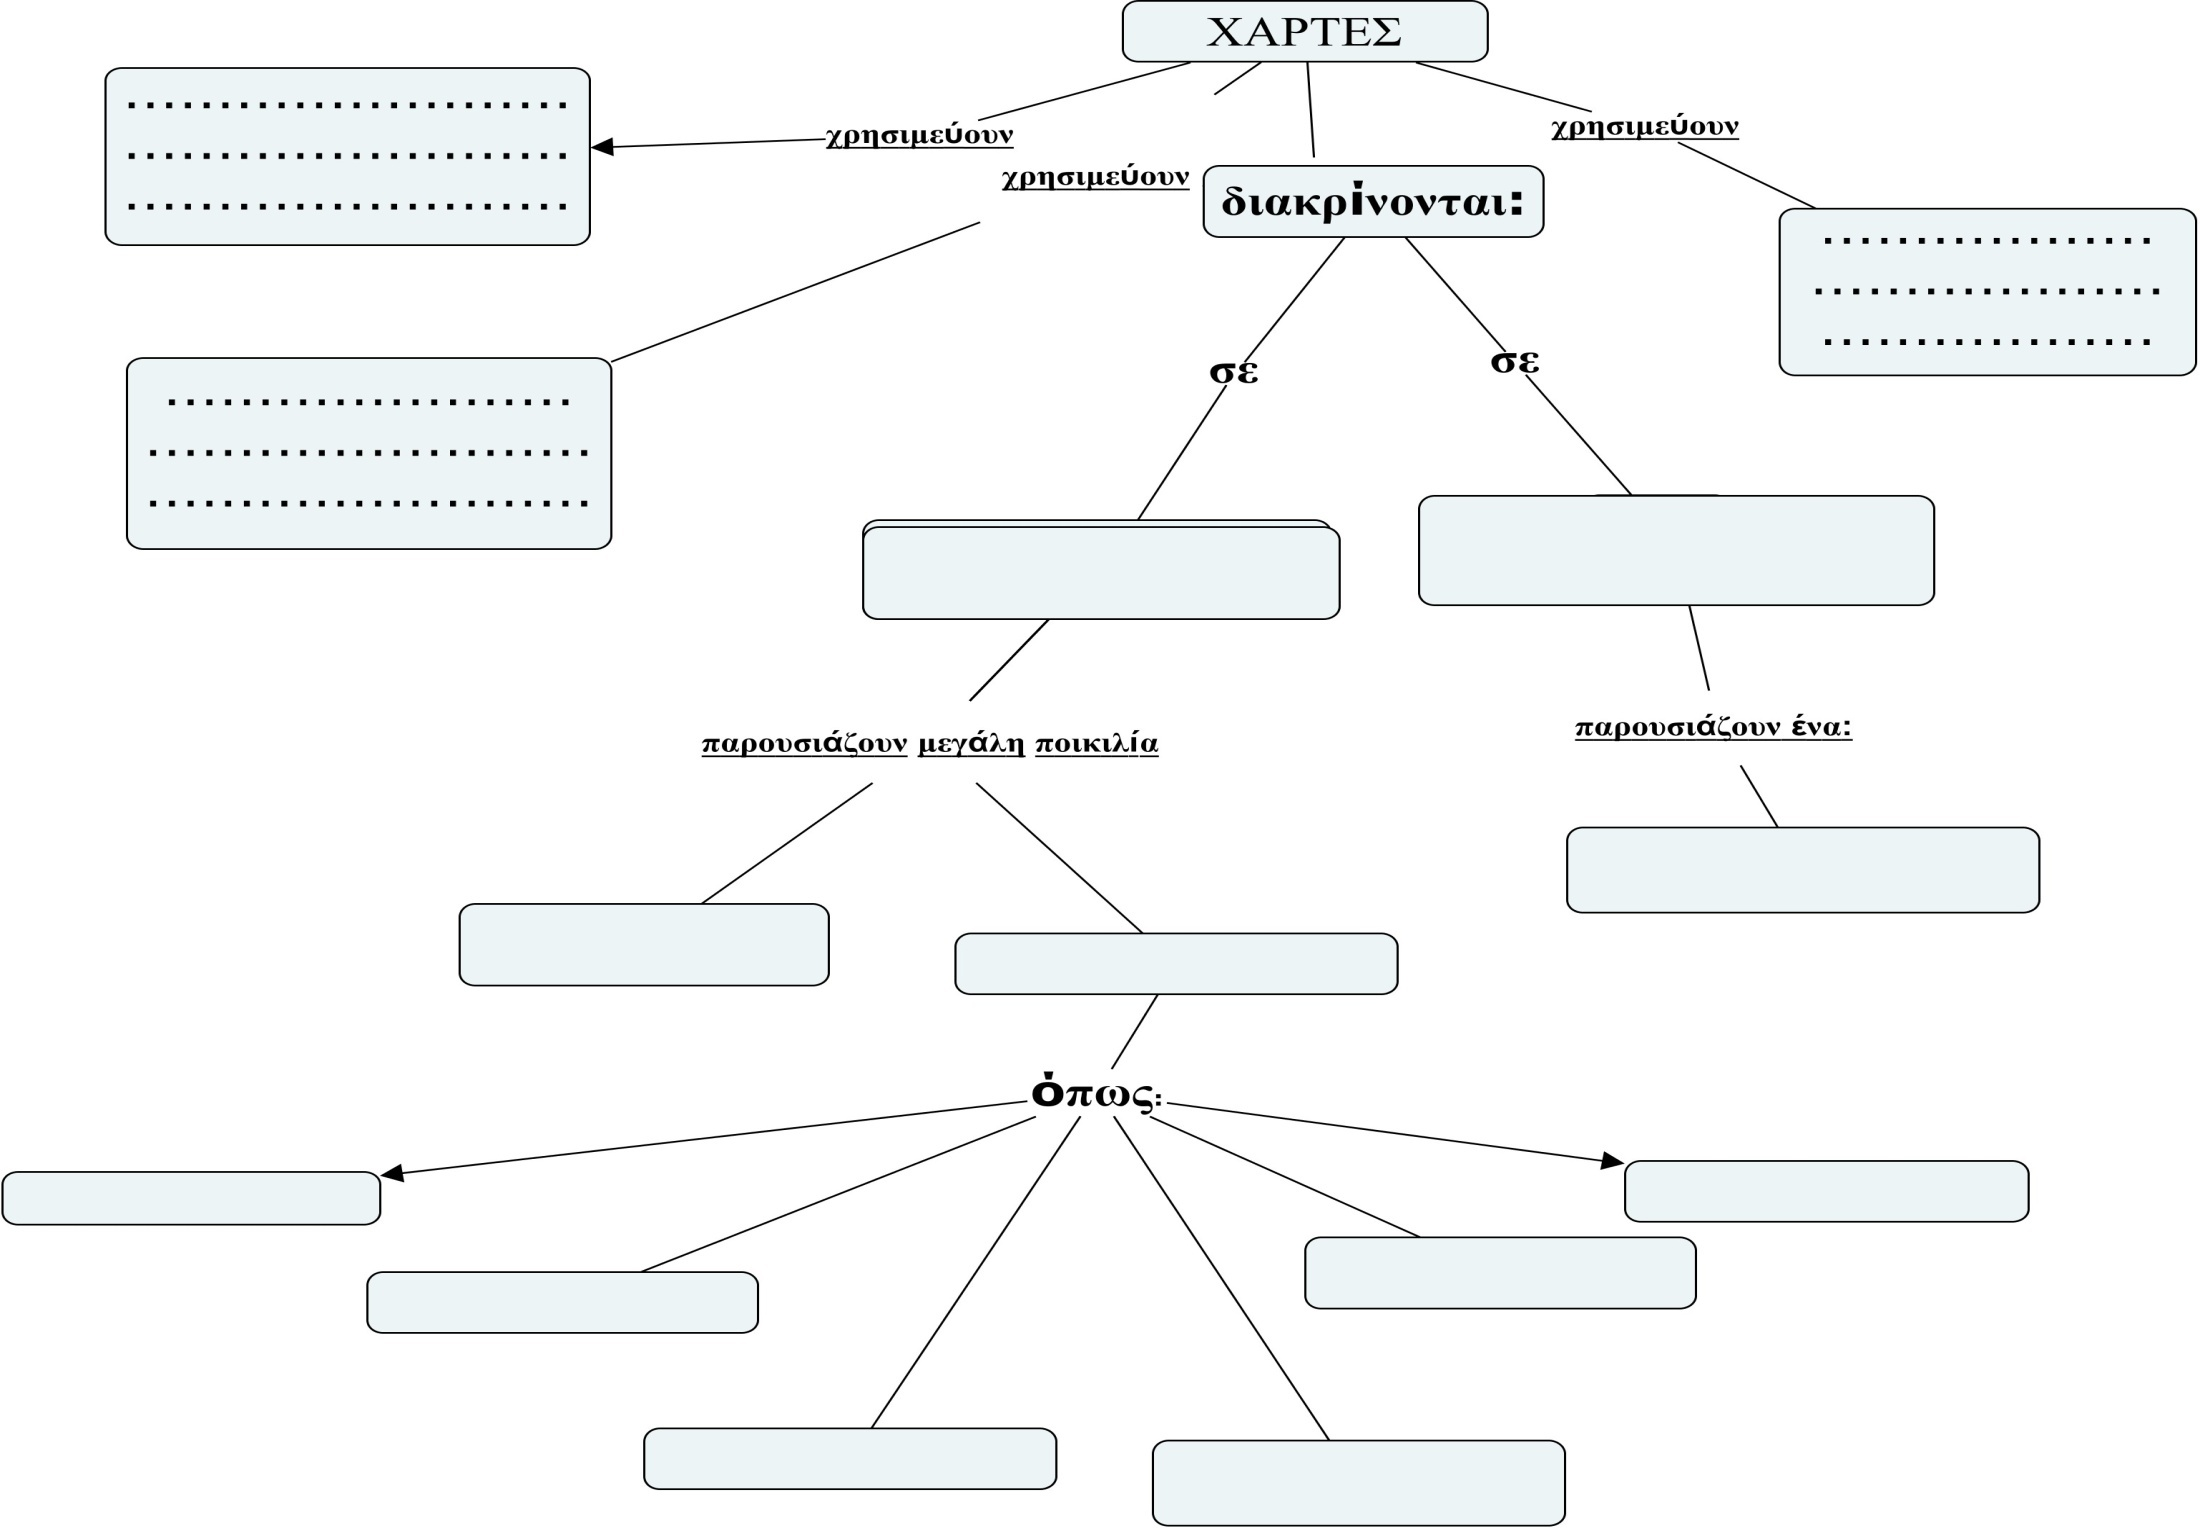 ΧΑΡΤΕΣ
χρησιμεύουν
χρησιμεύουν
χρησιμεύουν
διακρίνονται:
σε
σε
παρουσιάζουν μεγάλη ποικιλία
παρουσιάζουν ένα:
όπως: